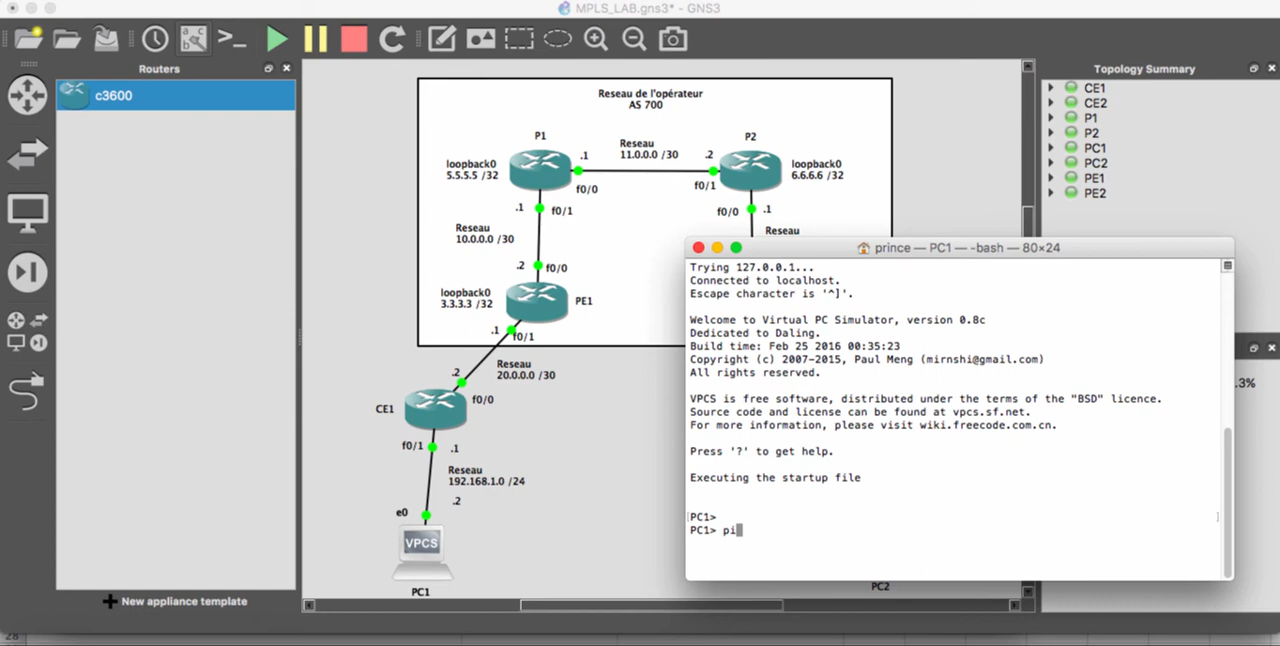 MPLS_LAB.gns3* - GNS3
Routers
c3600
New appliance template
Reseau de l'opérateur
AS 700
P1
P2
Reseau
11.0.0.0 /30
.1
.2
loopback0
5.5.5.5 /32
loopback0
6.6.6.6 /32
f0/0
f0/1
.1
f0/1
f0/0
.1
Reseau
10.0.0.0 /30
Reseau
.2
f0/0
loopback0
3.3.3.3 /32
PE1
.1
f0/1
Reseau
20.0.0.0 /30
.2
f0/0
CE1
f0/1
.1
Reseau
192.168.1.0 /24
.2
e0
VPCS
PC1
PC2
Topology Summary
CE1
CE2
P1
P2
PC1
PC2
PE1
PE2
.3%
prince — PC1 — -bash — 80×24
Trying 127.0.0.1...
Connected to localhost.
Escape character is '^]'.
Welcome to Virtual PC Simulator, version 0.8c
Dedicated to Daling.
Build time: Feb 25 2016 00:35:23
Copyright (c) 2007-2015, Paul Meng (mirnshi@gmail.com)
All rights reserved.
VPCS is free software, distributed under the terms of the "BSD" licence.
Source code and license can be found at vpcs.sf.net.
For more information, please visit wiki.freecode.com.cn.
Press '?' to get help.
Executing the startup file
PC1>
PC1> pi
28